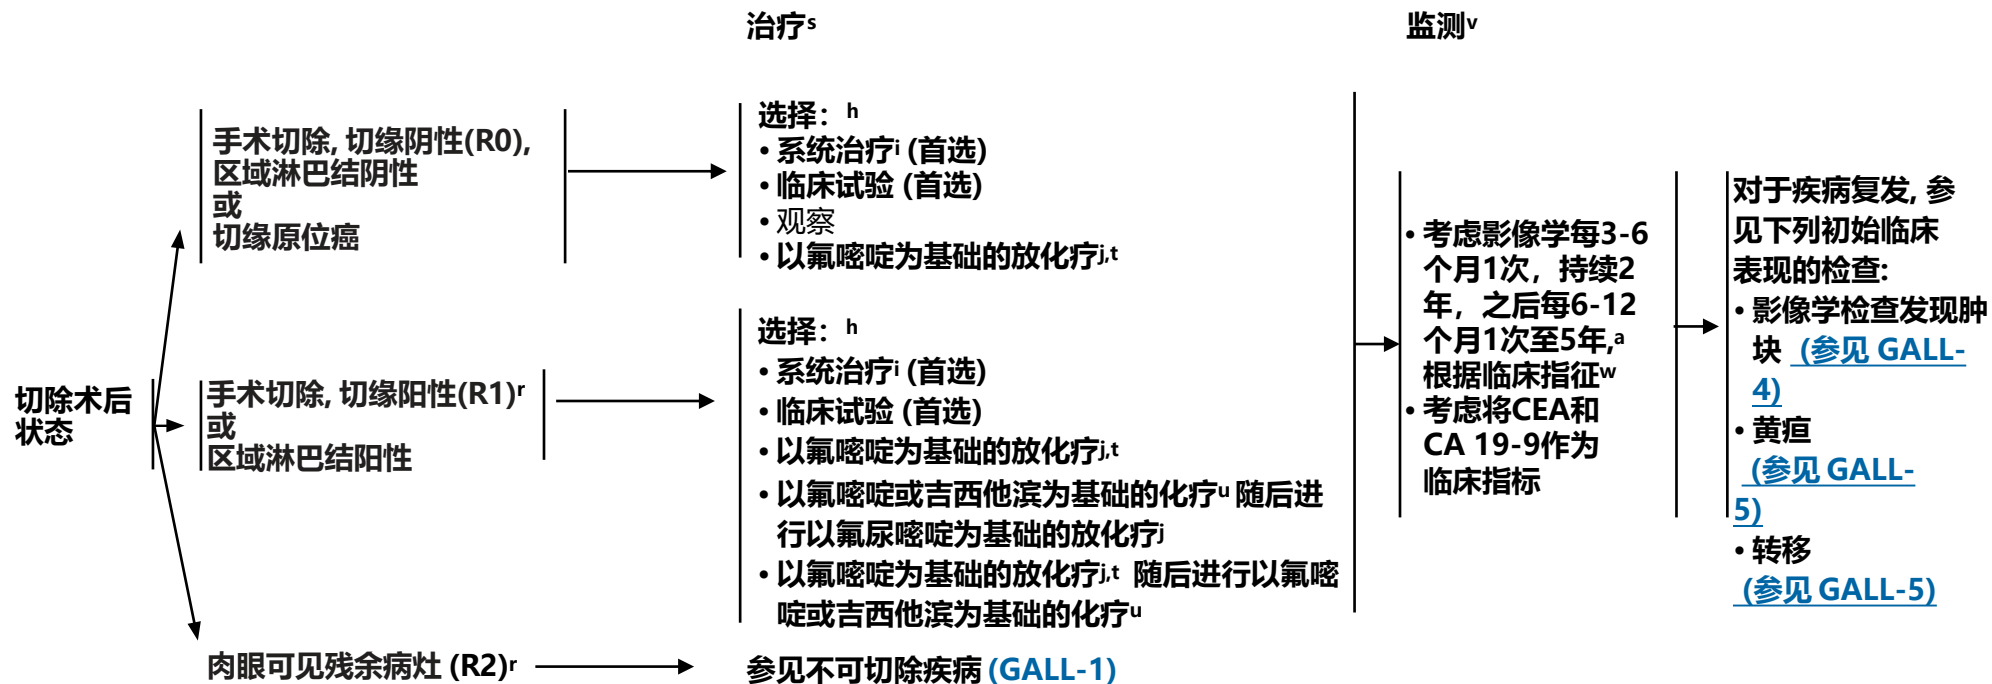 治疗s
监测v
切除术后
状态
手术切除, 切缘阴性(R0),
区域淋巴结阴性
或
切缘原位癌
选择：h
• 系统治疗i (首选)
• 临床试验 (首选)
• 观察
• 以氟嘧啶为基础的放化疗j,t
手术切除, 切缘阳性(R1)r
或
区域淋巴结阳性
选择：h
• 系统治疗i (首选)
• 临床试验 (首选)
• 以氟嘧啶为基础的放化疗j,t
• 以氟嘧啶或吉西他滨为基础的化疗u 随后进
行以氟尿嘧啶为基础的放化疗j
• 以氟嘧啶为基础的放化疗j,t 随后进行以氟嘧
啶或吉西他滨为基础的化疗u
肉眼可见残余病灶 (R2)r
参见不可切除疾病 (GALL-1)
• 考虑影像学每3-6
个月1次，持续2
年，之后每6-12
个月1次至5年,a
根据临床指征w
• 考虑将CEA和
CA 19-9作为
临床指标
对于疾病复发, 参
见下列初始临床
表现的检查:
• 影像学检查发现肿
块 (参见 GALL-
4)
• 黄疸
(参见 GALL-
5)
• 转移
(参见 GALL-5)